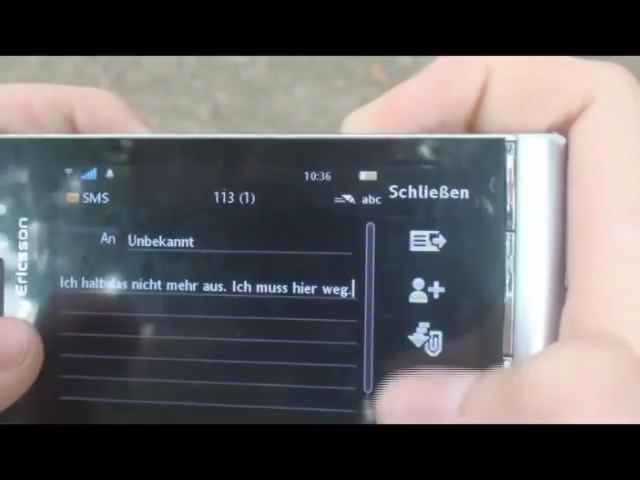 10:36
SMS 113 (1) abc Schließen
An Unbekannt
Ich halt das nicht mehr aus. Ich muss hier weg.
Ericsson